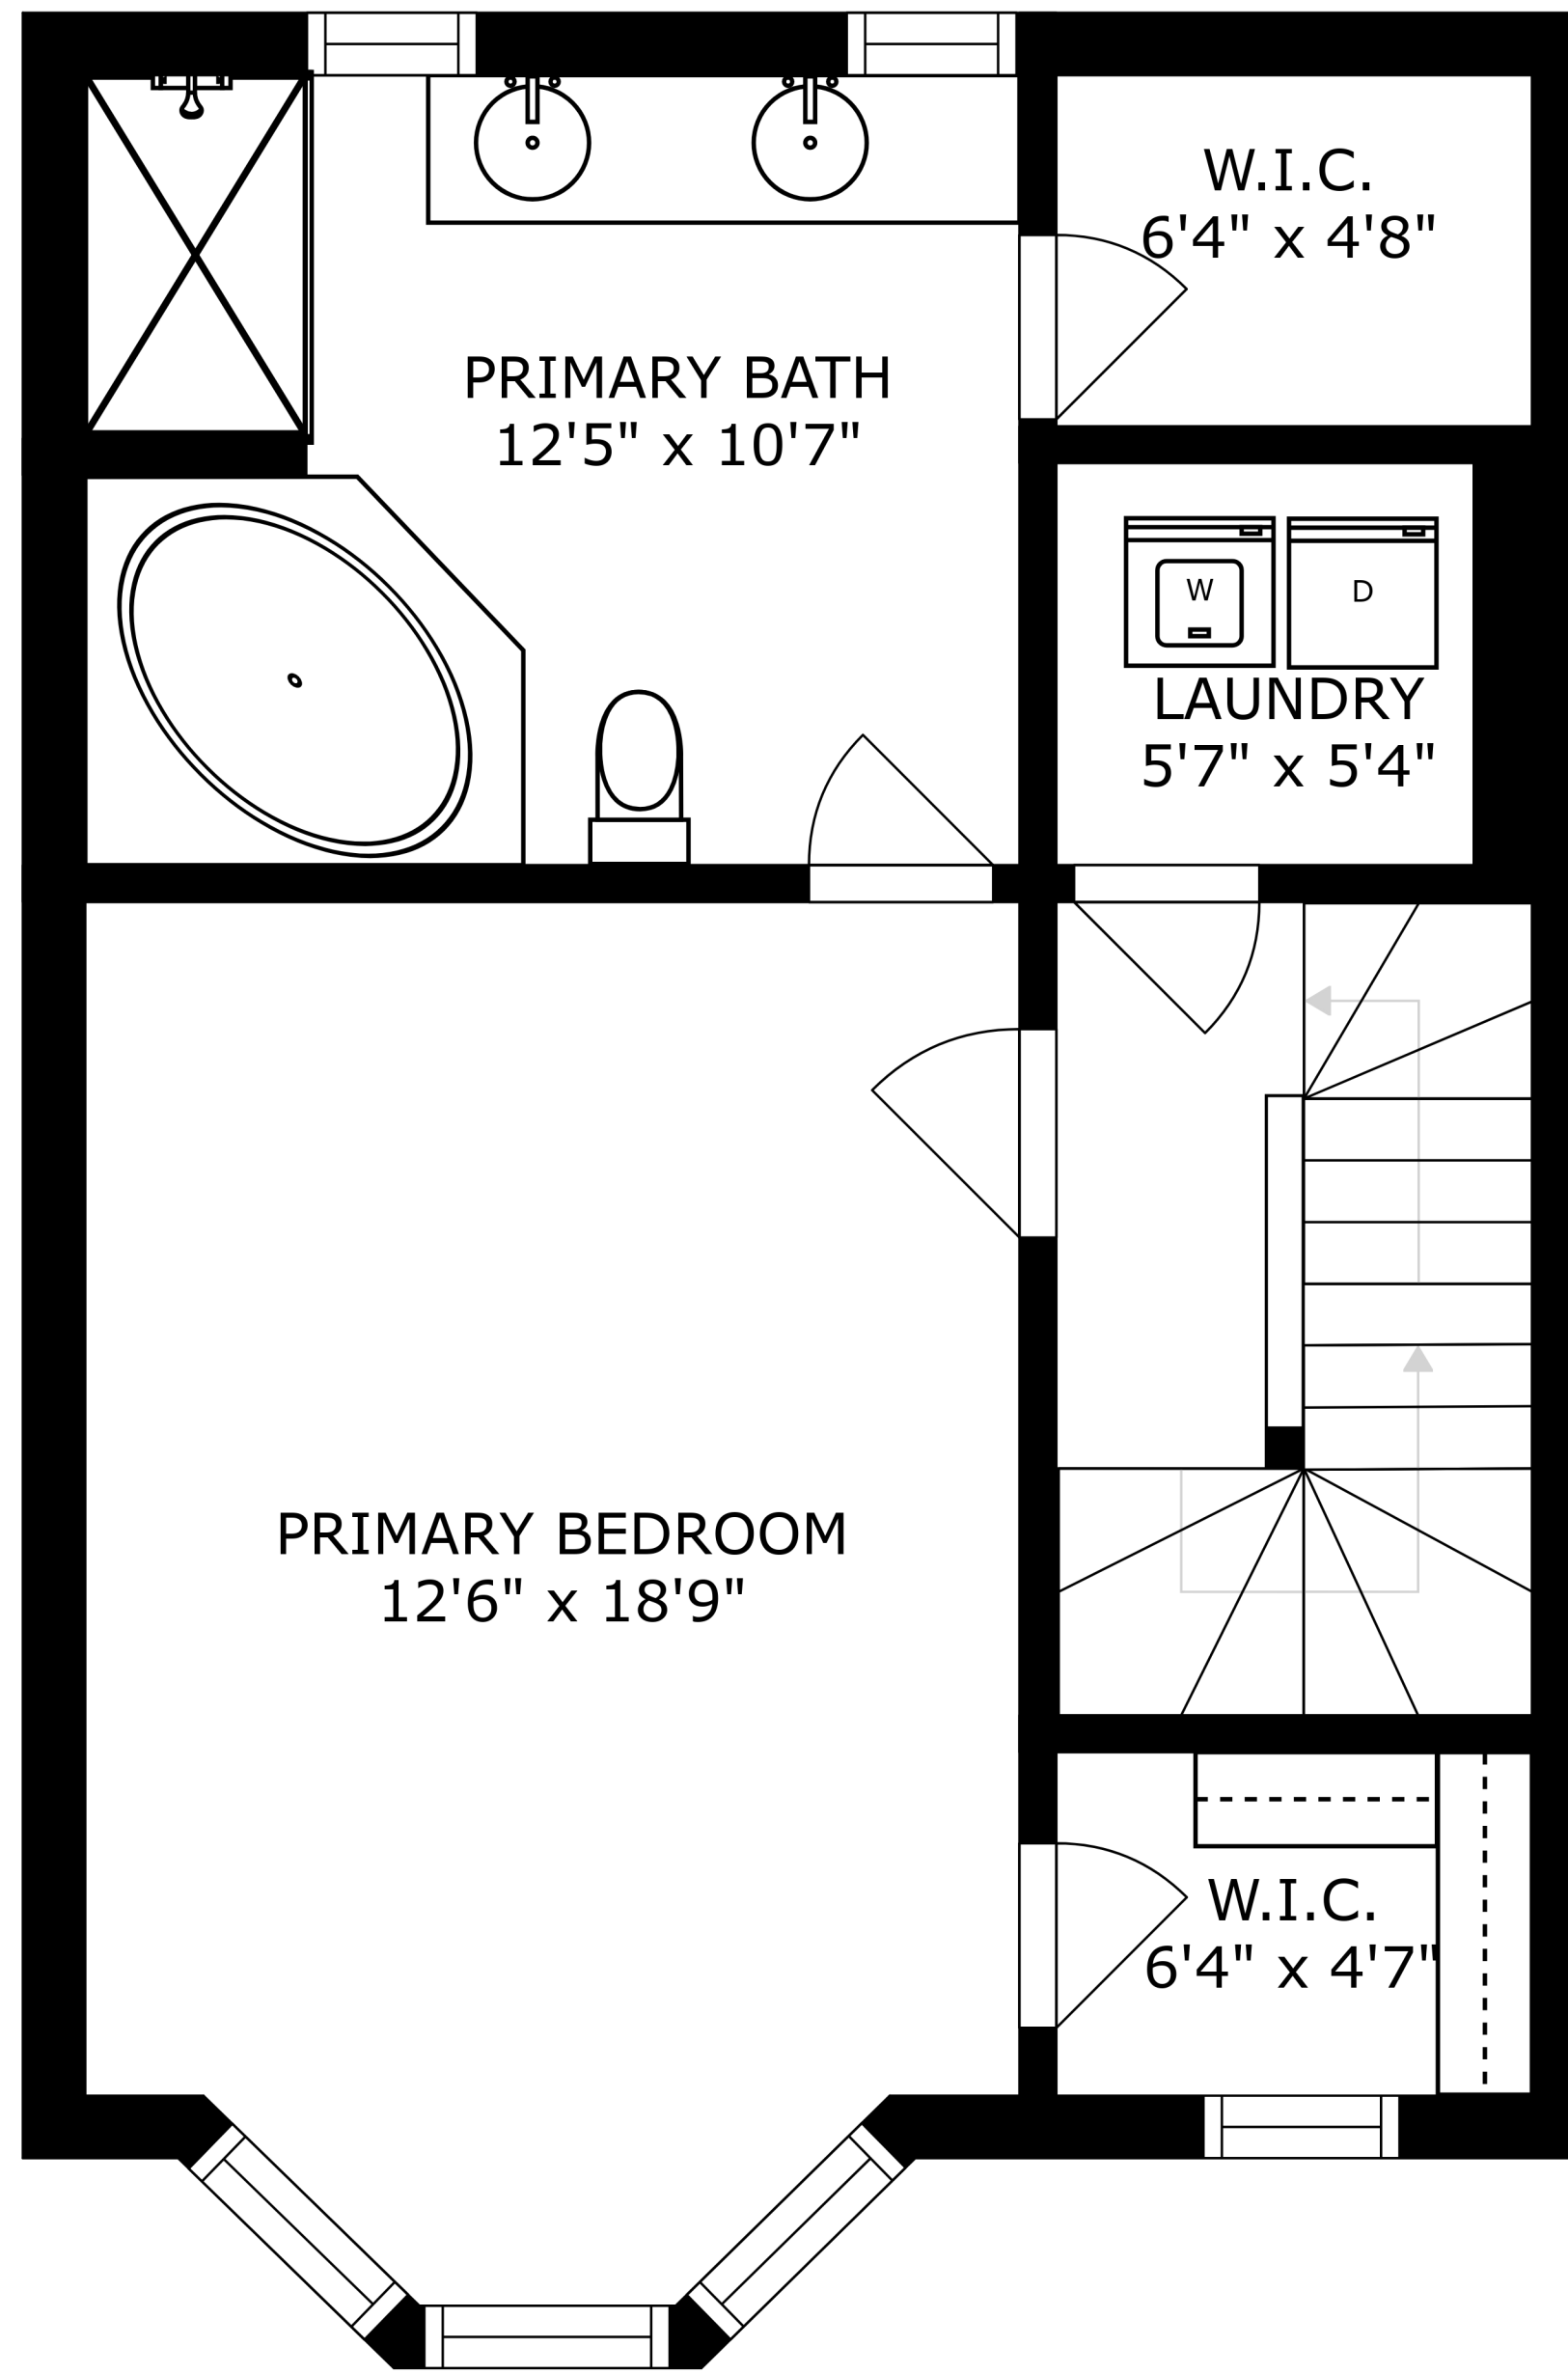 W.I.C.
6'4" x 4'8"
PRIMARY BATH
12'5" x 10'7"
W
D
LAUNDRY
5'7" x 5'4"
PRIMARY BEDROOM
12'6" x 18'9"
W.I.C.
6'4" x 4'7"